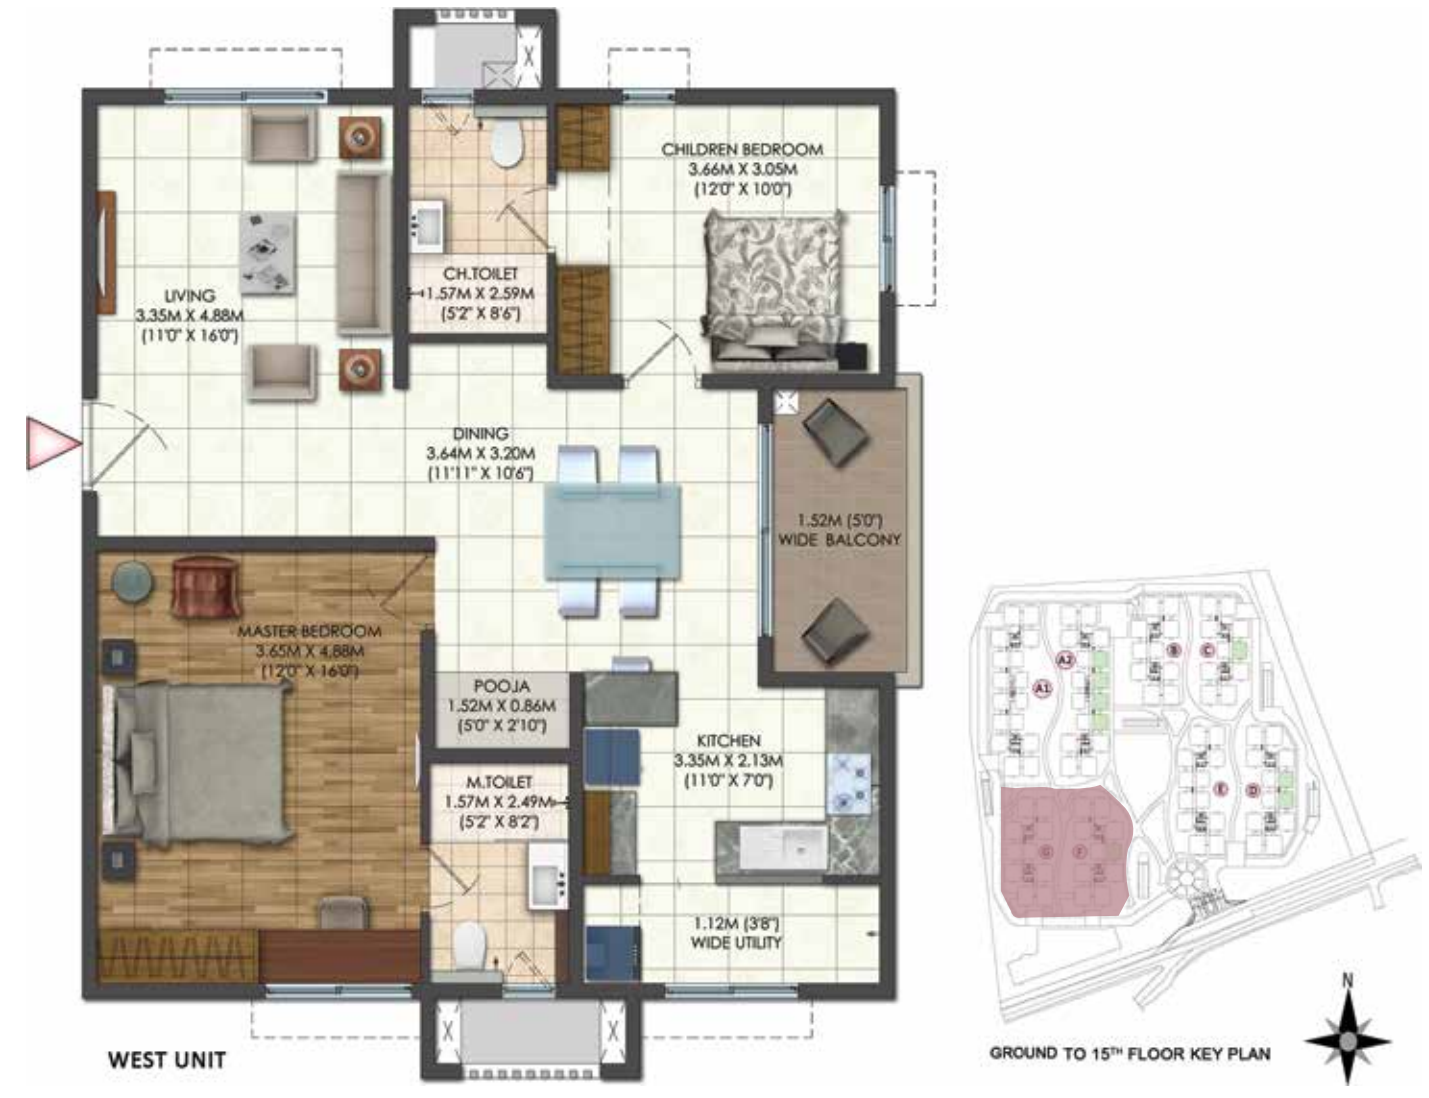 CHILDREN BEDROOM
3.66M X 3.05M
(12'0" X 10'0")
CH.TOILET
1.57M X 2.59M
(5'2" X 8'6")
LIVING
3.35M X 4.88M
(11'0" X 16'0")
DINING
3.64M X 3.20M
(11'11" X 10'6")
1.52M (5'0")
WIDE BALCONY
MASTER BEDROOM
3.65M X 4.88M
(12'0" X 16'0")
POOJA
1.52M X 0.86M
(5'0" X 2'10")
KITCHEN
3.35M X 2.13M
(11'0" X 7'0")
M.TOILET
1.57M X 2.49M
(5'2" X 8'2")
1.12M (3'8")
WIDE UTILITY
WEST UNIT
A2
A1
B
C
E
D
G
F
N
GROUND TO 15TH FLOOR KEY PLAN